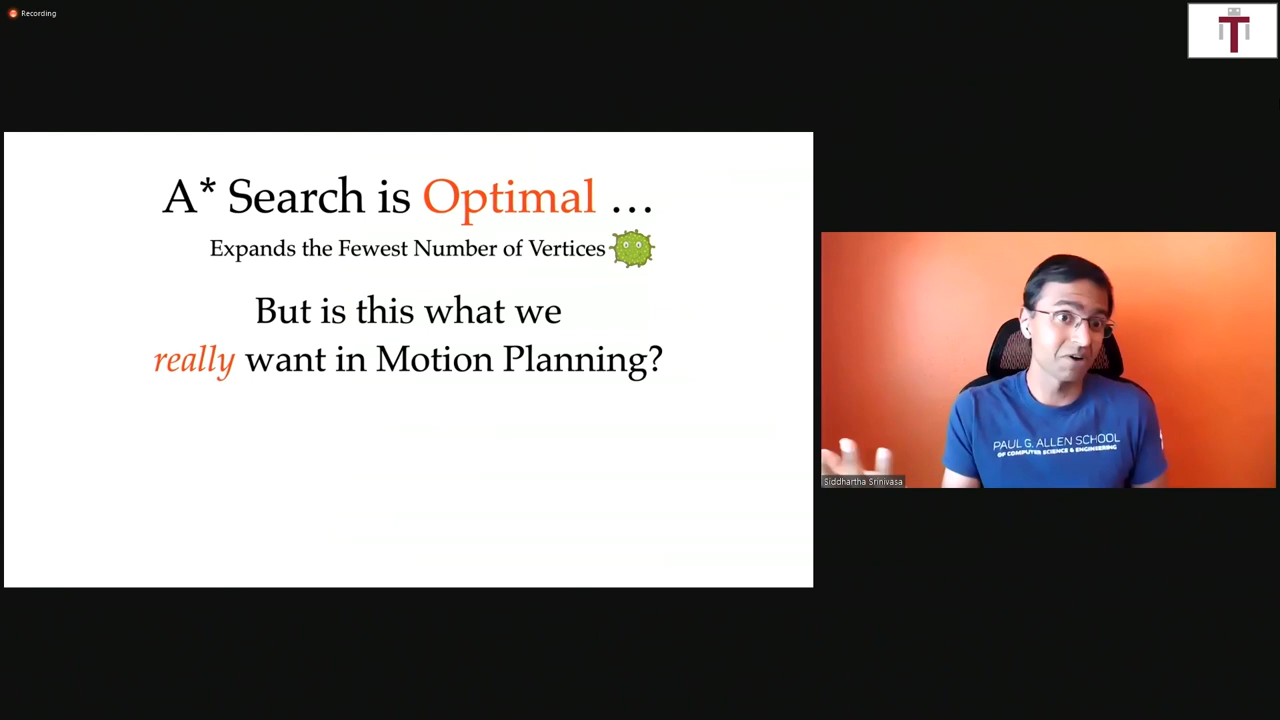 Recording
A* Search is Optimal ...
Expands the Fewest Number of Vertices
But is this what we
really want in Motion Planning?
PAUL G. ALLEN SCHOOL
OF COMPUTER SCIENCE & ENGINEERING
Siddhartha Srinivasa
T